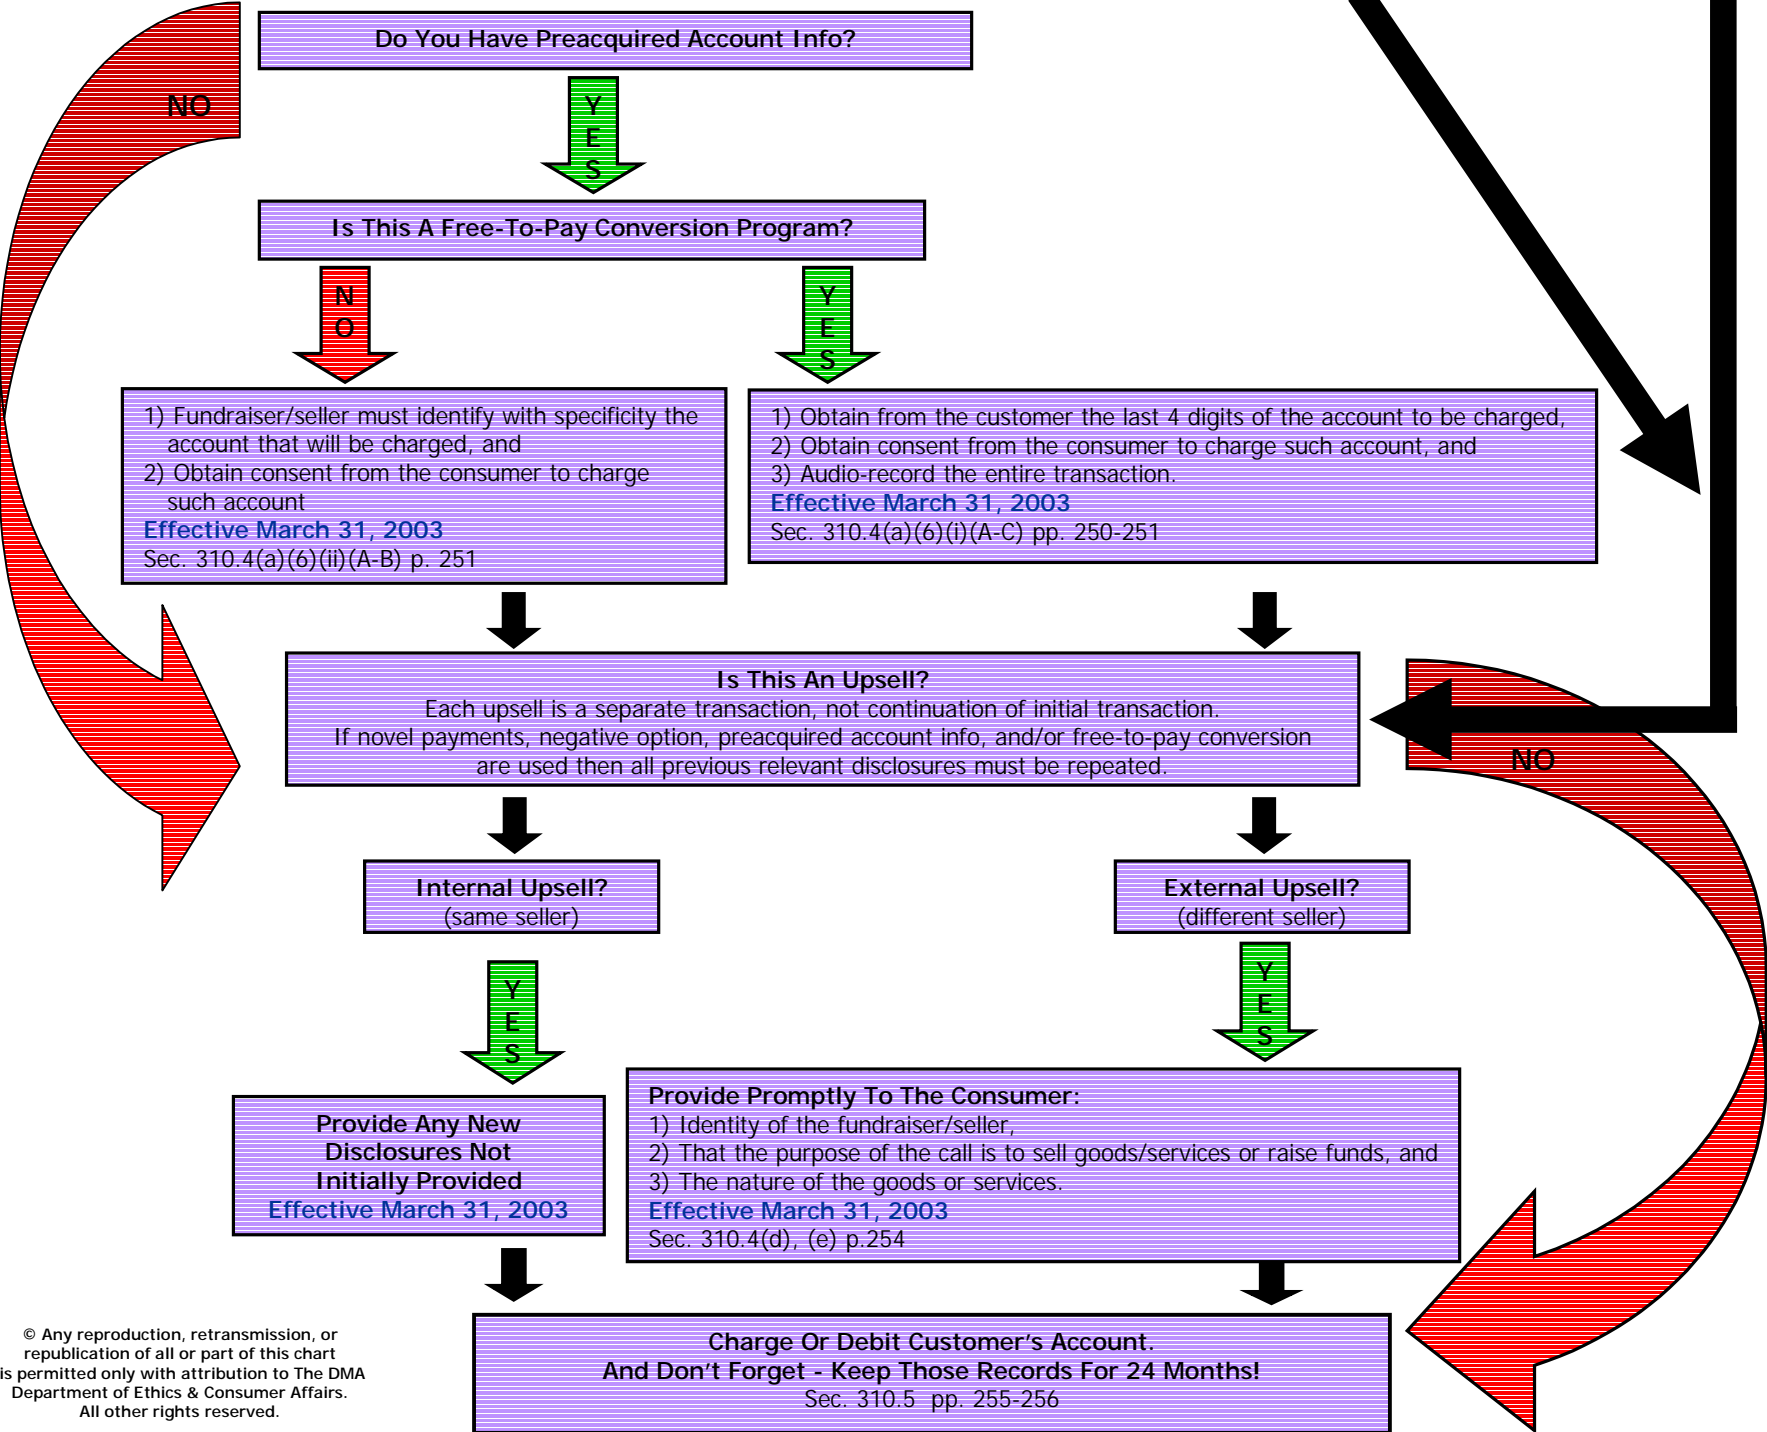 Do You Have Preacquired Account Info?
NO
Y
E
S
Is This A Free-To-Pay Conversion Program?
N
O
Y
E
S
1) Fundraiser/seller must identify with specificity the
account that will be charged, and
2) Obtain consent from the consumer to charge
such account
Effective March 31, 2003
Sec. 310.4(a)(6)(ii)(A-B) p. 251
1) Obtain from the customer the last 4 digits of the account to be charged,
2) Obtain consent from the consumer to charge such account, and
3) Audio-record the entire transaction.
Effective March 31, 2003
Sec. 310.4(a)(6)(i)(A-C) pp. 250-251
Is This An Upsell?
Each upsell is a separate transaction, not continuation of initial transaction.
If novel payments, negative option, preacquired account info, and/or free-to-pay conversion
are used then all previous relevant disclosures must be repeated.
NO
Internal Upsell?
(same seller)
External Upsell?
(different seller)
Y
E
S
Y
E
S
Provide Any New
Disclosures Not
Initially Provided
Effective March 31, 2003
Provide Promptly To The Consumer:
1) Identity of the fundraiser/seller,
2) That the purpose of the call is to sell goods/services or raise funds, and
3) The nature of the goods or services.
Effective March 31, 2003
Sec. 310.4(d), (e) p.254
Charge Or Debit Customer's Account.
And Don't Forget - Keep Those Records For 24 Months!
Sec. 310.5 pp. 255-256
© Any reproduction, retransmission, or
republication of all or part of this chart
is permitted only with attribution to The DMA
Department of Ethics & Consumer Affairs.
All other rights reserved.